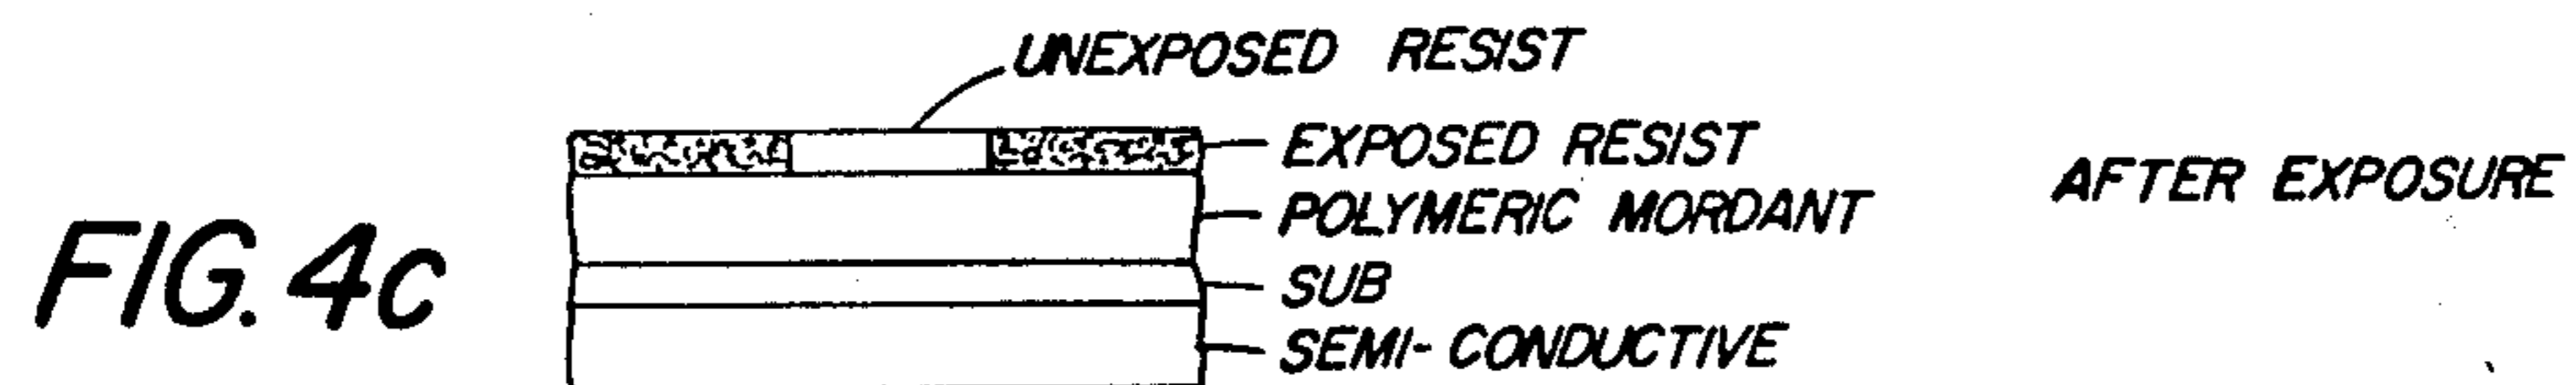 UNEXPOSED RESIST
EXPOSED RESIST
POLYMERIC MORDANT
SUB
SEMI-CONDUCTIVE
AFTER EXPOSURE
FIG. 4c